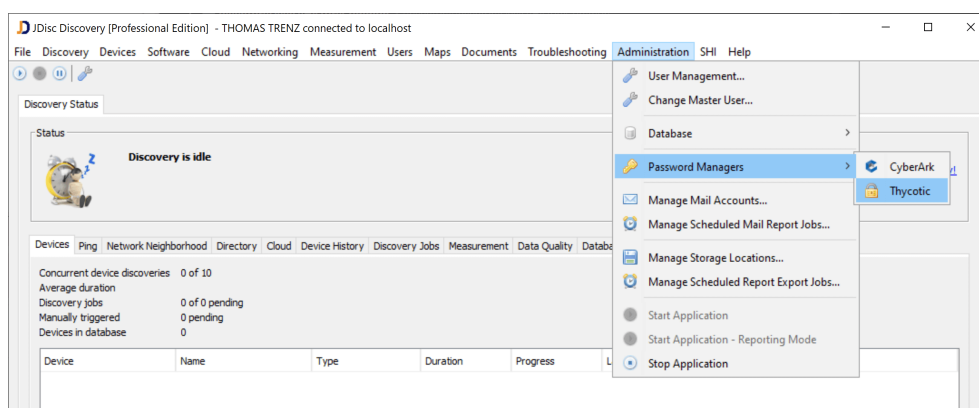 JDisc Discovery [Professional Edition] - THOMAS TRENZ connected to localhost
File Discovery Devices Software Cloud Networking Measurement Users Maps Documents Troubleshooting Administration SHI Help
Discovery Status
Status
Discovery is idle
Devices Ping Network Neighborhood Directory Cloud Device History Discovery Jobs Measurement Data Quality
Concurrent device discoveries 0 of 10
Average duration
Discovery jobs 0 of 0 pending
Manually triggered 0 pending
Devices in database 0
Device Name Type Duration Progress
User Management...
Change Master User...
Database >
Password Managers >
Manage Mail Accounts...
Manage Scheduled Mail Report Jobs...
Manage Storage Locations...
Manage Scheduled Report Export Jobs...
Start Application
Start Application - Reporting Mode
Stop Application
CyberArk
Thycotic